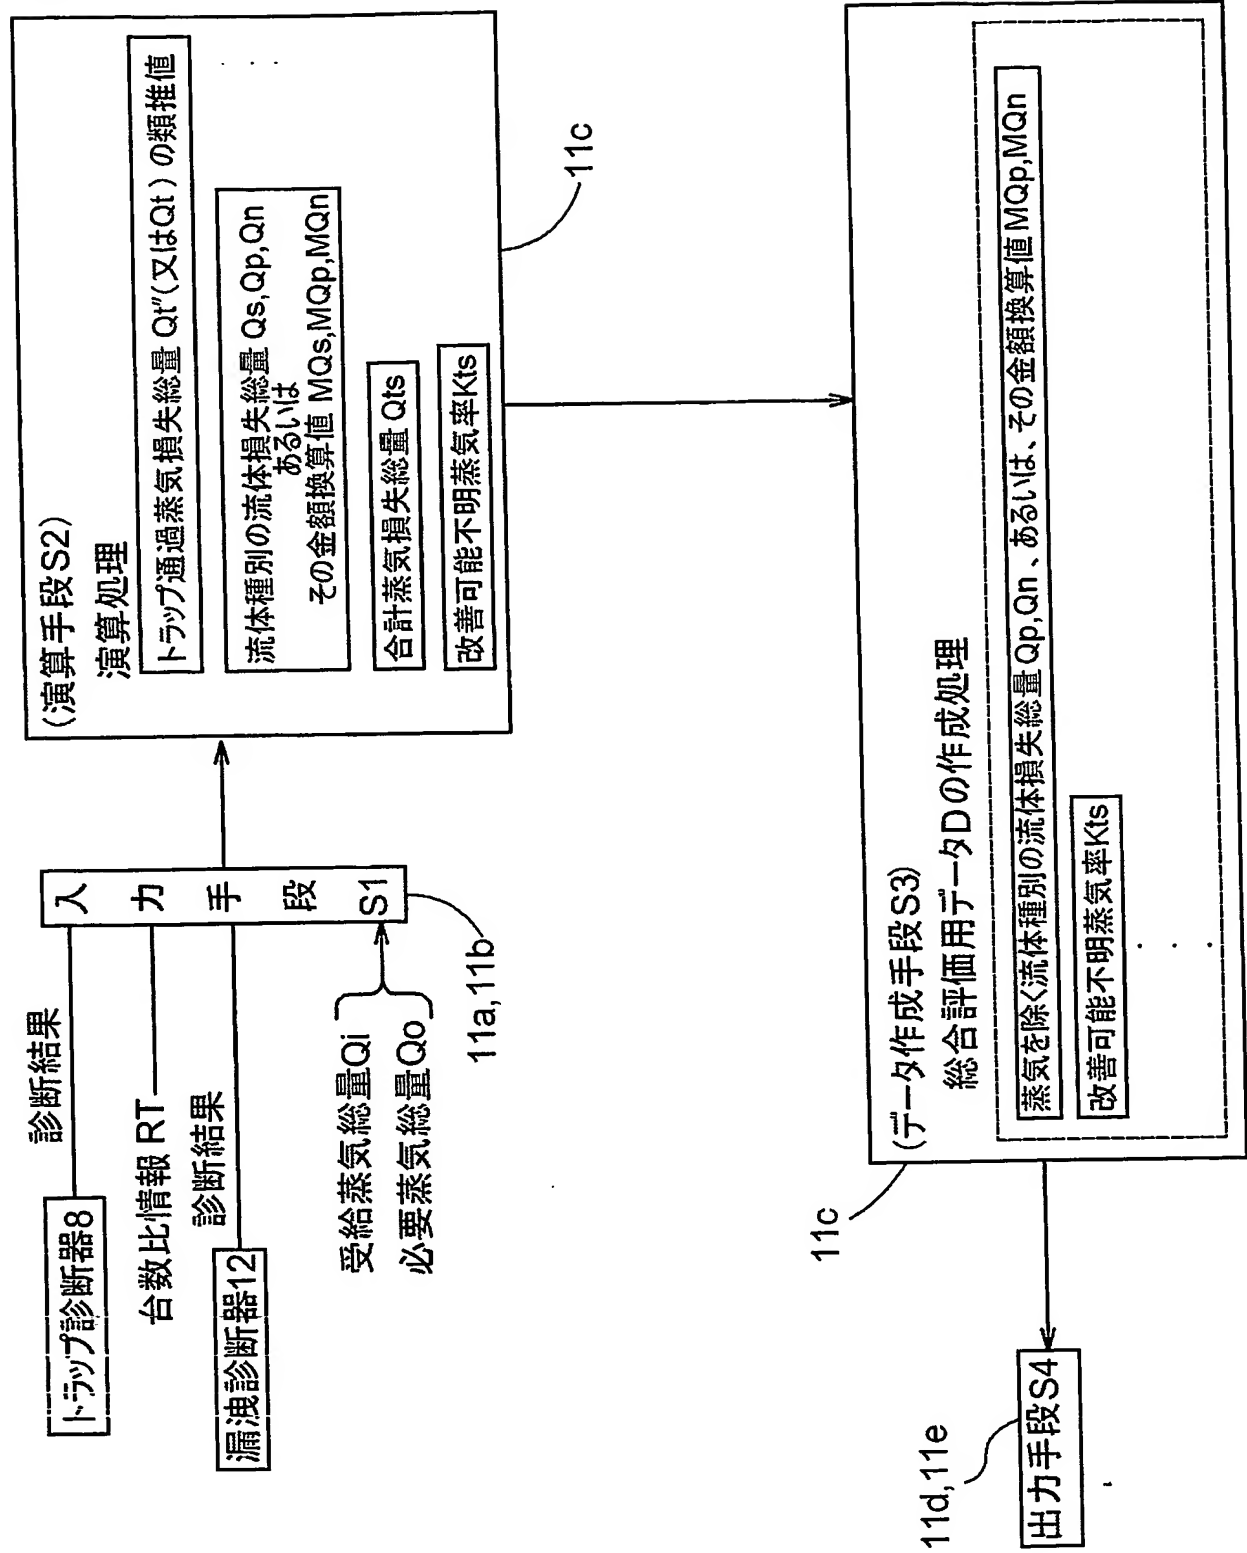 トラップ診断器8
診断結果
台数比情報 RT
診断結果
漏洩診断器12
受給蒸気総量Qi
必要蒸気総量Qo
入力手段S1
11a,11b
(演算手段S2)
演算処理
トラップ通過蒸気損失総量 Qt"(又はQt) の類推値
流体種別の流体損失総量 Qs,Qp,Qn
あるいは
その金額換算値 MQs,MQp,MQn
合計蒸気損失総量 Qts
改善可能不明蒸気率Kts
11c
(データ作成手段S3)
総合評価用データDの作成処理
蒸気を除く流体種別の流体損失総量 Qp,Qn 、あるいは、その金額換算値 MQp,MQn
改善可能不明蒸気率Kts
11c
出力手段S4
11d,11e